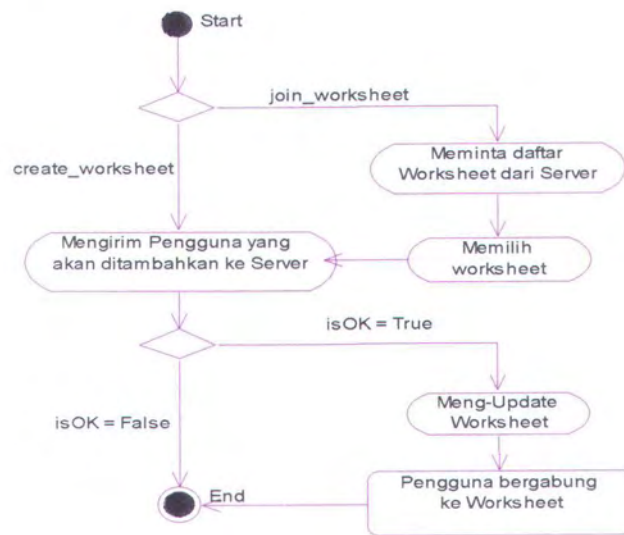 Start
join_worksheet
Meminta daftar
Worksheet dari Server
create_worksheet
Mengirim Pengguna yang
akan ditambahkan ke Server
Memilih
worksheet
isOK = True
Meng-Update
Worksheet
isOK = False
Pengguna bergabung
ke Worksheet
End